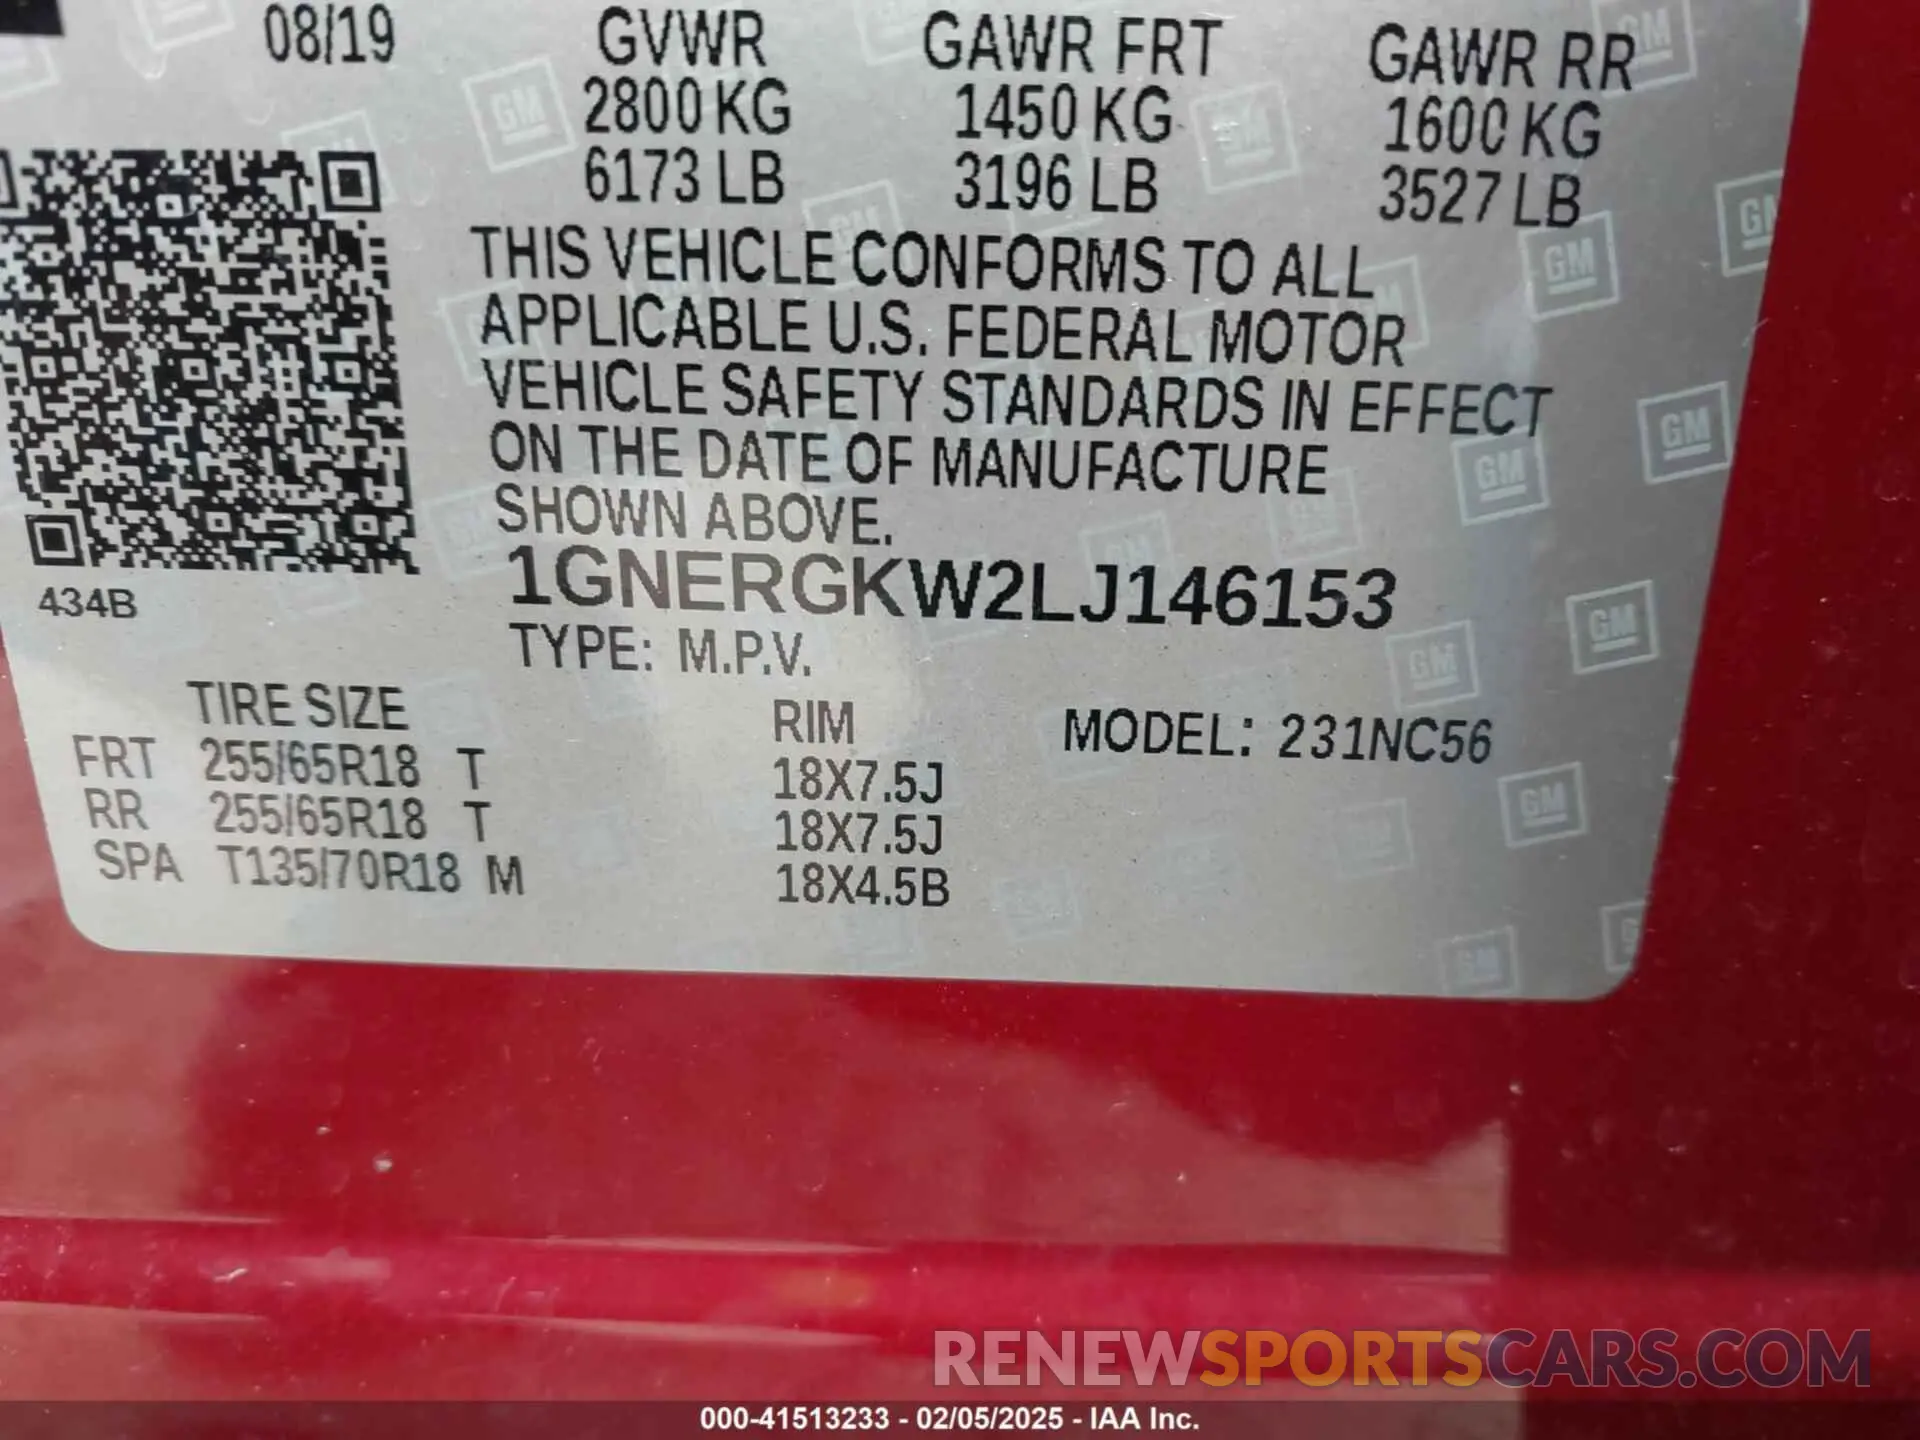 08/19 GVWR GAWR FRT GAWR RR
2800 KG 1450 KG 1600 KG
6173 LB 3196 LB 3527 LB
THIS VEHICLE CONFORMS TO ALL
APPLICABLE U.S. FEDERAL MOTOR
VEHICLE SAFETY STANDARDS IN EFFECT
ON THE DATE OF MANUFACTURE
SHOWN ABOVE.
1GNERGKW2LJ146153
434B
TYPE: M.P.V.
TIRE SIZE RIM MODEL: 231NC56
FRT 255/65R18 T 18X7.5J
RR 255/65R18 T 18X7.5J
SPA T135/70R18 M 18X4.5B
GM
RENEWSPORTSCARS.COM
000-41513233 - 02/05/2025 - IAA Inc.